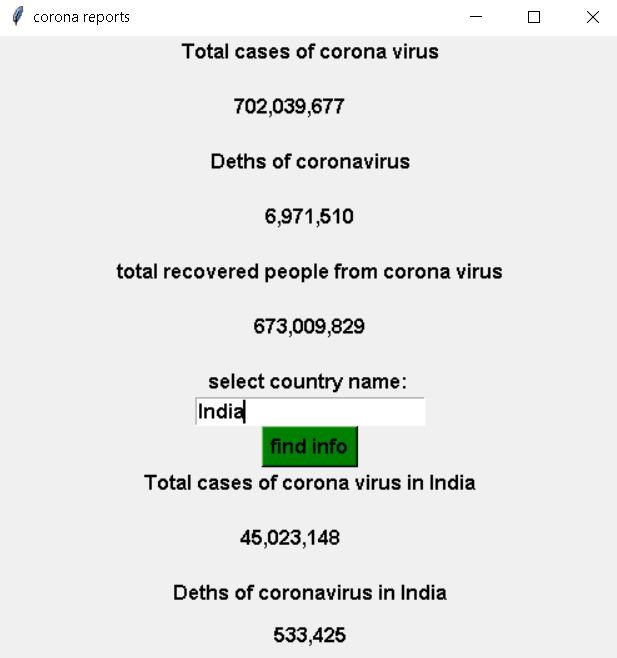 corona reports
Total cases of corona virus
702,039,677
Deths of coronavirus
6,971,510
total recovered people from corona virus
673,009,829
select country name:
India
find info
Total cases of corona virus in India
45,023,148
Deths of coronavirus in India
533,425